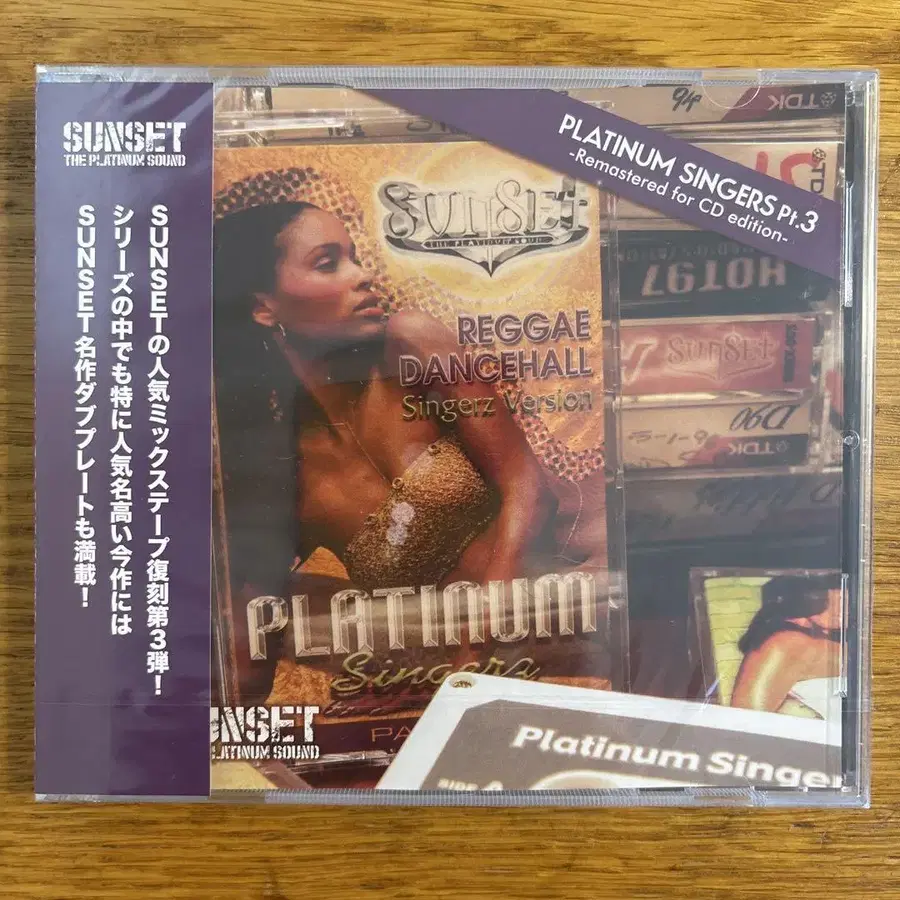 SUNSET
THE PLATINUM SOUND
SUNSETの人気ミックステープ復刻第3弾!
シリーズの中でも特に人気名高い今作には
SUNSET名作ダブプレートも満載!
PLATINUM SINGERS Pt.3
-Remastered for CD edition-
SUNSET
THE PLATINUM SOUND
REGGAE
DANCEHALL
Singerz Version
PLATINUM
Singerz
UNSET
LATINUM SOUND
PA
TDK
HOT97
SUNSET
D90
TDK
Platinum Singer
SIDE A